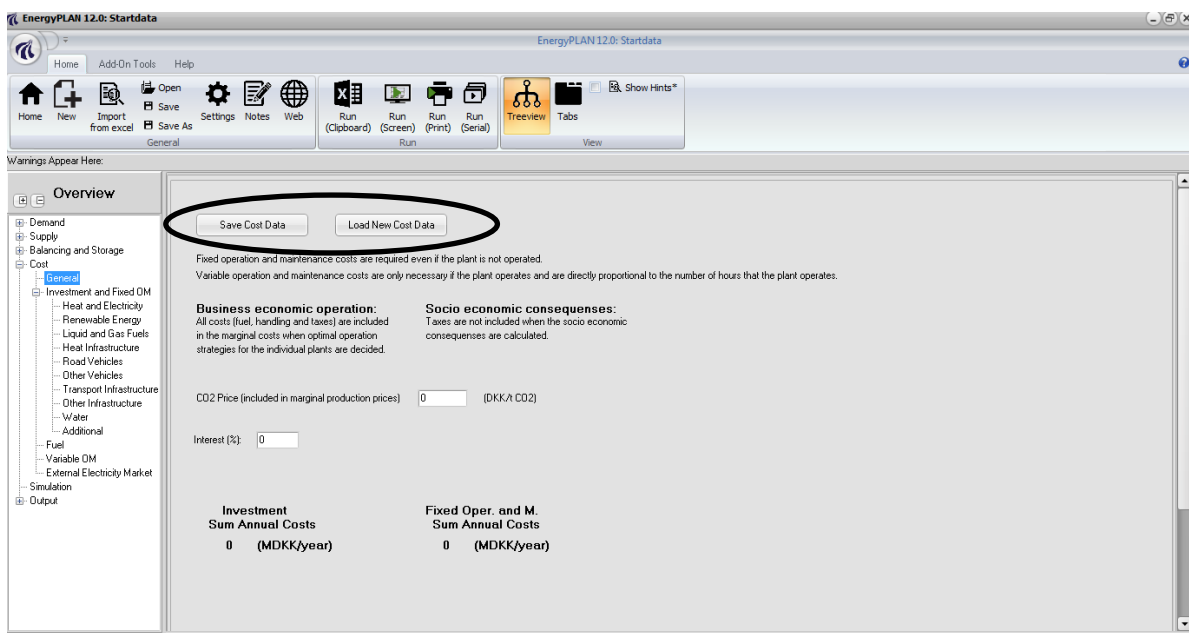 EnergyPLAN 12.0: Startdata
EnergyPLAN 12.0: Startdata
Home Add-On Tools Help
Home
New
Import from excel
Open
Save
Save As
Settings
Notes
Web
General
Run (Clipboard)
Run (Screen)
Run (Print)
Run (Serial)
Run
Treeview
Tabs
Show Hints*
View
Warnings Appear Here:
Overview
Demand
Supply
Balancing and Storage
Cost
General
Investment and Fixed OM
Heat and Electricity
Renewable Energy
Liquid and Gas Fuels
Heat Infrastructure
Road Vehicles
Other Vehicles
Transport Infrastructure
Other Infrastructure
Water
Additional
Fuel
Variable OM
External Electricity Market
Simulation
Output
Save Cost Data Load New Cost Data
Fixed operation and maintenance costs are required even if the plant is not operated.
Variable operation and maintenance costs are only necessary if the plant operates and are directly proportional to the number of hours that the plant operates.
Business economic operation:
All costs (fuel, handling and taxes) are included
in the marginal costs when optimal operation
strategies for the individual plants are decided.
Socio economic consequenses:
Taxes are not included when the socio economic
consequenses are calculated.
CO2 Price (included in marginal production prices) 0 (DKK/t CO2)
Interest (%): 0
Investment
Sum Annual Costs
0 (MDKK/year)
Fixed Oper. and M.
Sum Annual Costs
0 (MDKK/year)